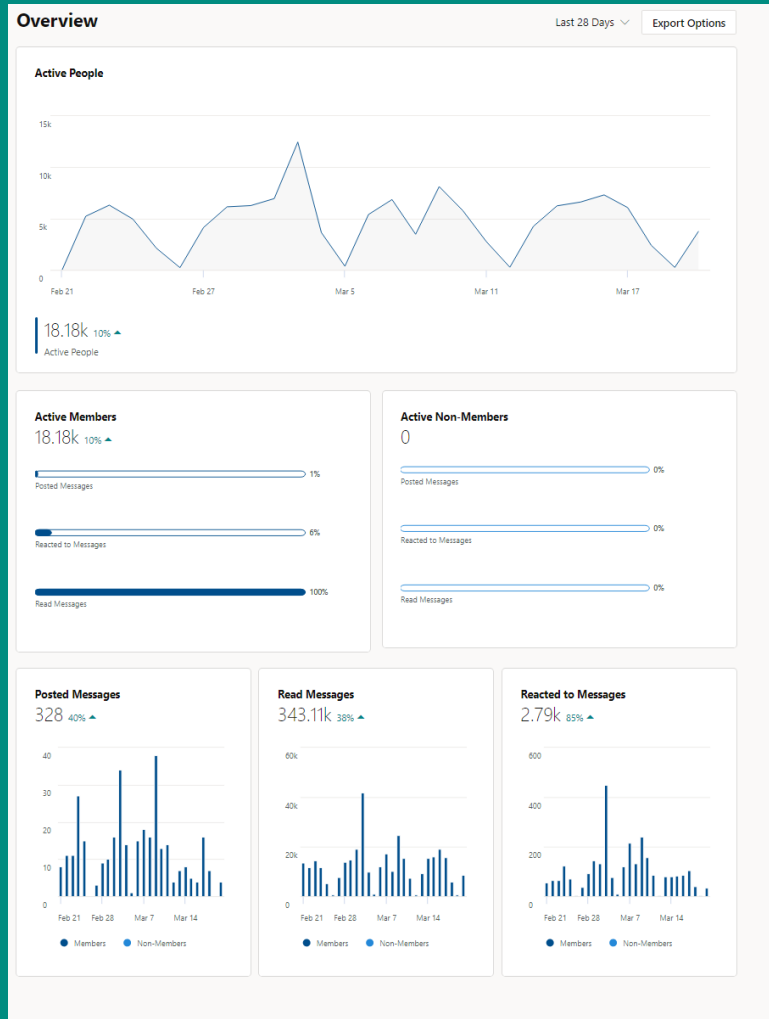 Overview
Last 28 Days
Export Options
Active People
15k
10k
5k
0
Feb 21 Feb 27 Mar 5 Mar 11 Mar 17
18.18k 10%
Active People
Active Members
18.18k 10%
1%
Posted Messages
6%
Reacted to Messages
100%
Read Messages
Active Non-Members
0
0%
Posted Messages
0%
Reacted to Messages
0%
Read Messages
Posted Messages
328 40%
40
30
20
10
0
Feb 21 Feb 28 Mar 7 Mar 14
Members Non-Members
Read Messages
343.11k 38%
60k
40k
20k
0
Feb 21 Feb 28 Mar 7 Mar 14
Members Non-Members
Reacted to Messages
2.79k 85%
600
400
200
0
Feb 21 Feb 28 Mar 7 Mar 14
Members Non-Members